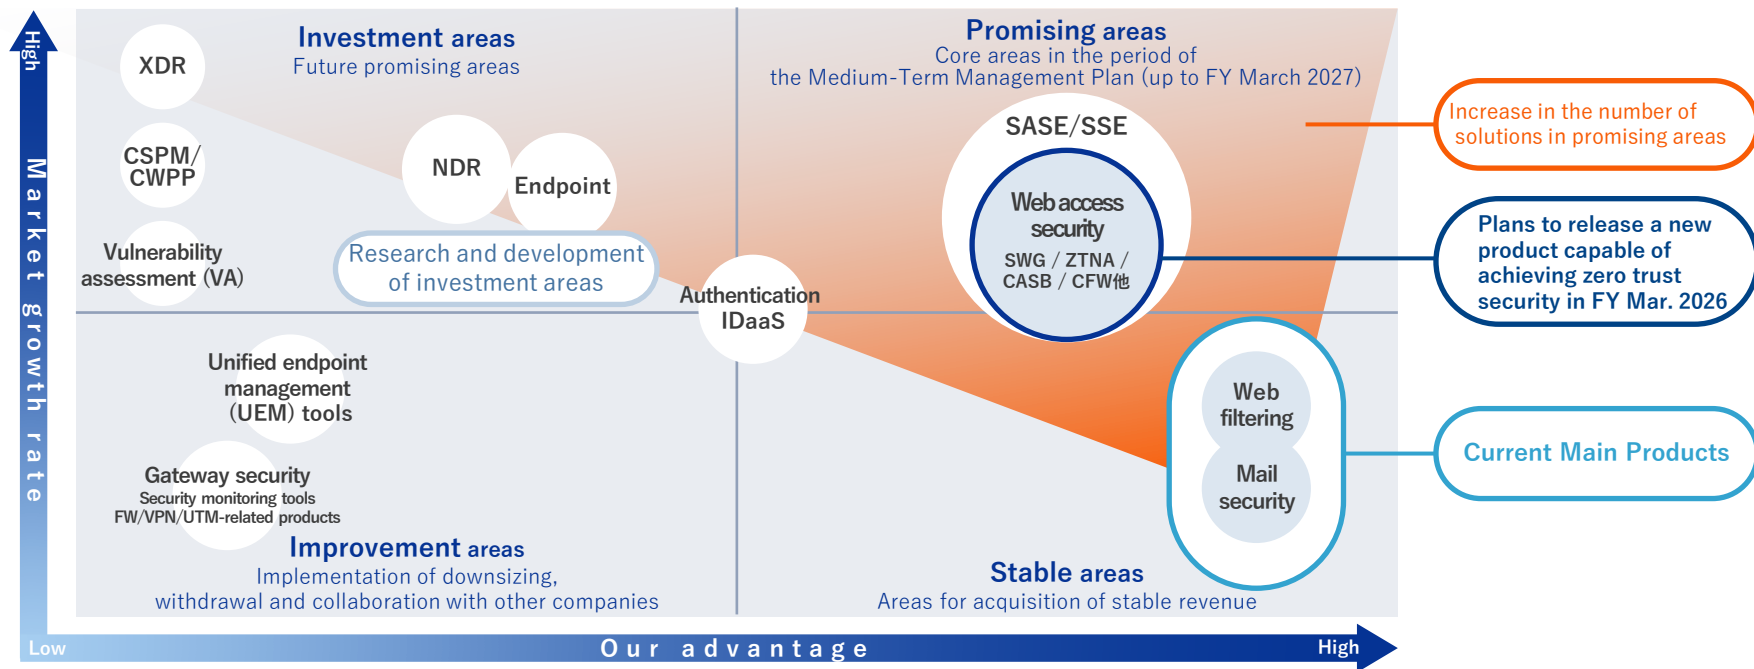 High
Market growth rate
Low
Our advantage
High
Investment areas
Future promising areas
XDR
CSPM/
CWPP
Vulnerability
assessment (VA)
NDR
Endpoint
Research and development
of investment areas
Promising areas
Core areas in the period of
the Medium-Term Management Plan (up to FY March 2027)
SASE/SSE
Web access
security
SWG / ZTNA /
CASB / CFW他
Authentication
IDaaS
Unified endpoint
management
(UEM) tools
Gateway security
Security monitoring tools
FW/VPN/UTM-related products
Improvement areas
Implementation of downsizing,
withdrawal and collaboration with other companies
Web
filtering
Mail
security
Stable areas
Areas for acquisition of stable revenue
Increase in the number of
solutions in promising areas
Plans to release a new
product capable of
achieving zero trust
security in FY Mar. 2026
Current Main Products